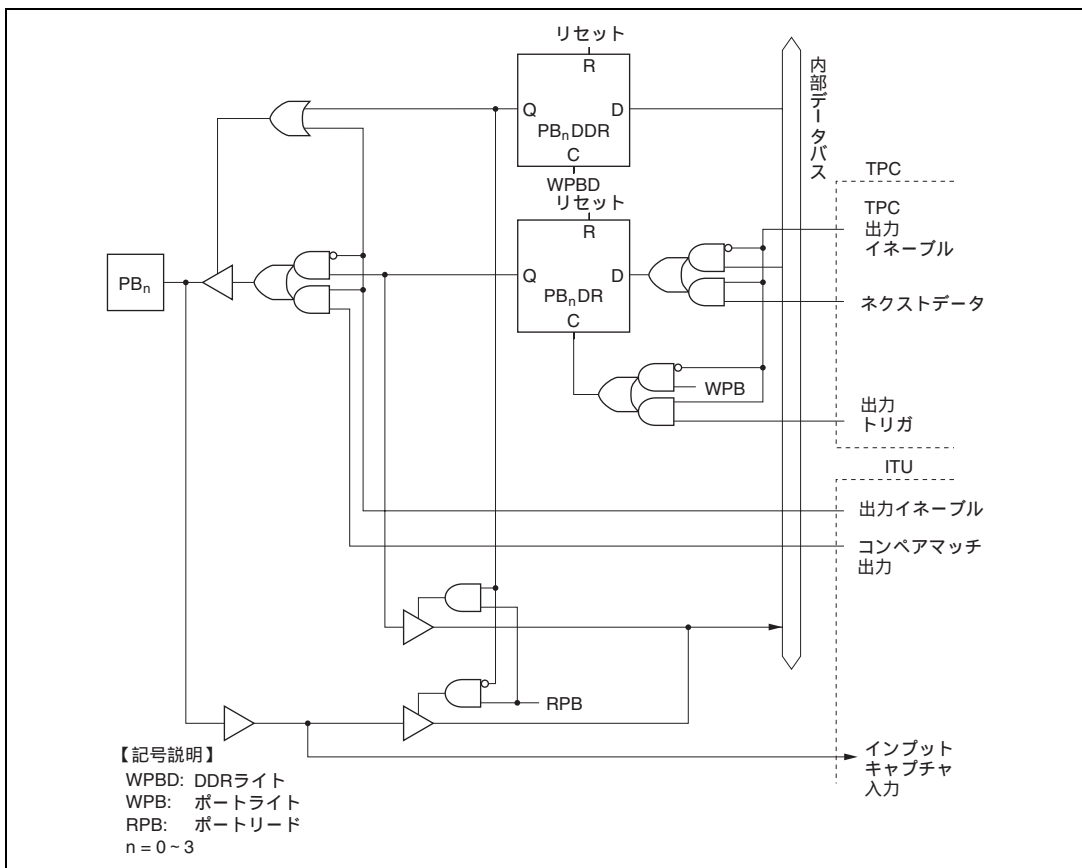 リセット
R
Q
D
PBnDDR
C
WPBD
内部データバス
リセット
R
Q
D
PBnDR
C
PBn
WPB
TPC
TPC
出力
イネーブル
ネクストデータ
出力
トリガ
ITU
出力イネーブル
コンペアマッチ
出力
RPB
インプット
キャプチャ
入力
【記号説明】
WPBD: DDRライト
WPB: ポートライト
RPB: ポートリード
n = 0 ~ 3